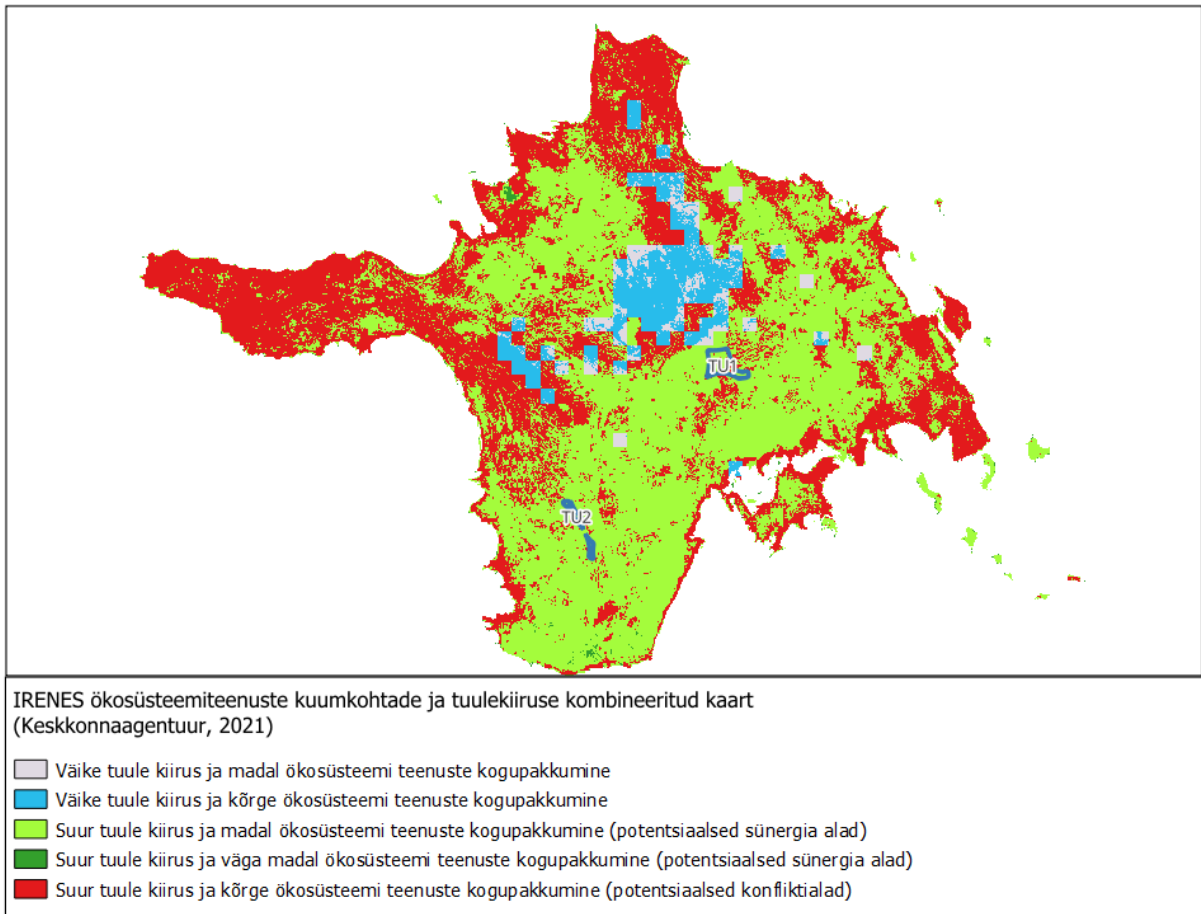 TU1
TU2
IRENES ökosüsteemiteenuste kuumkohtade ja tuulekiiruse kombineeritud kaart
(Keskkonnaagentuur, 2021)
Väike tuule kiirus ja madal ökosüsteemi teenuste kogupakkumine
Väike tuule kiirus ja kõrge ökosüsteemi teenuste kogupakkumine
Suur tuule kiirus ja madal ökosüsteemi teenuste kogupakkumine (potentsiaalsed sünergia alad)
Suur tuule kiirus ja väga madal ökosüsteemi teenuste kogupakkumine (potentsiaalsed sünergia alad)
Suur tuule kiirus ja kõrge ökosüsteemi teenuste kogupakkumine (potentsiaalsed konfliktialad)